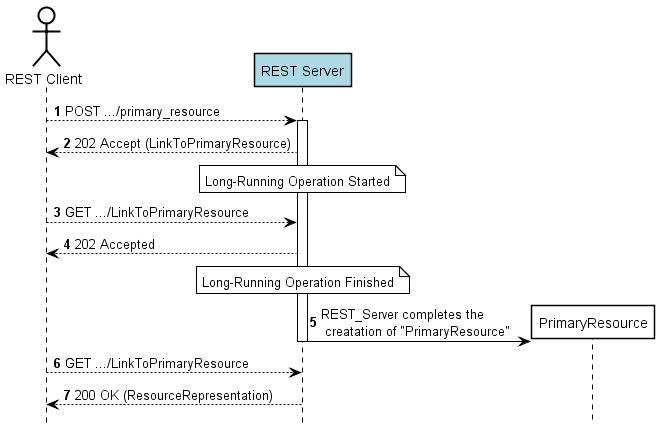 REST Client
REST Server
1 POST .../primary_resource
2 202 Accept (LinkToPrimaryResource)
Long-Running Operation Started
3 GET .../LinkToPrimaryResource
4 202 Accepted
Long-Running Operation Finished
5 REST_Server completes the
creatation of "PrimaryResource"
PrimaryResource
6 GET .../LinkToPrimaryResource
7 200 OK (ResourceRepresentation)